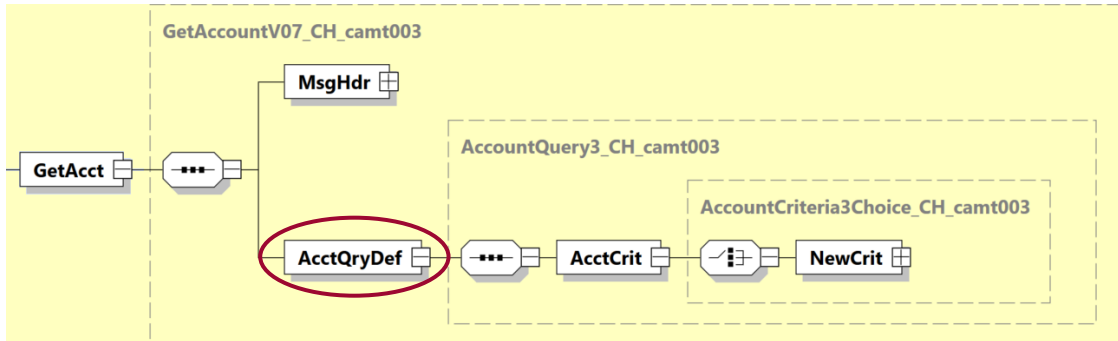 GetAccountV07_CH_camt003
MsgHdr
AccountQuery3_CH_camt003
GetAcct
AccountCriteria3Choice_CH_camt003
AcctQryDef
AcctCrit
NewCrit